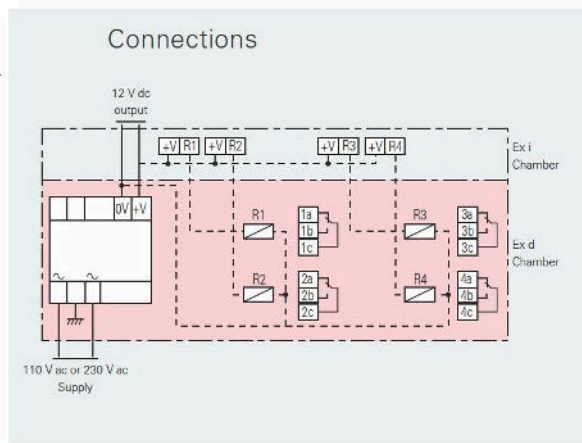 Connections
12 V dc
output
+V R1 +V R2 +V R3 +V R4
Ex i
Chamber
0V +V
R1 1a 1b 1c
R3 3a 3b 3c
R2 2a 2b 2c
R4 4a 4b 4c
Ex d
Chamber
110 V ac or 230 V ac
Supply